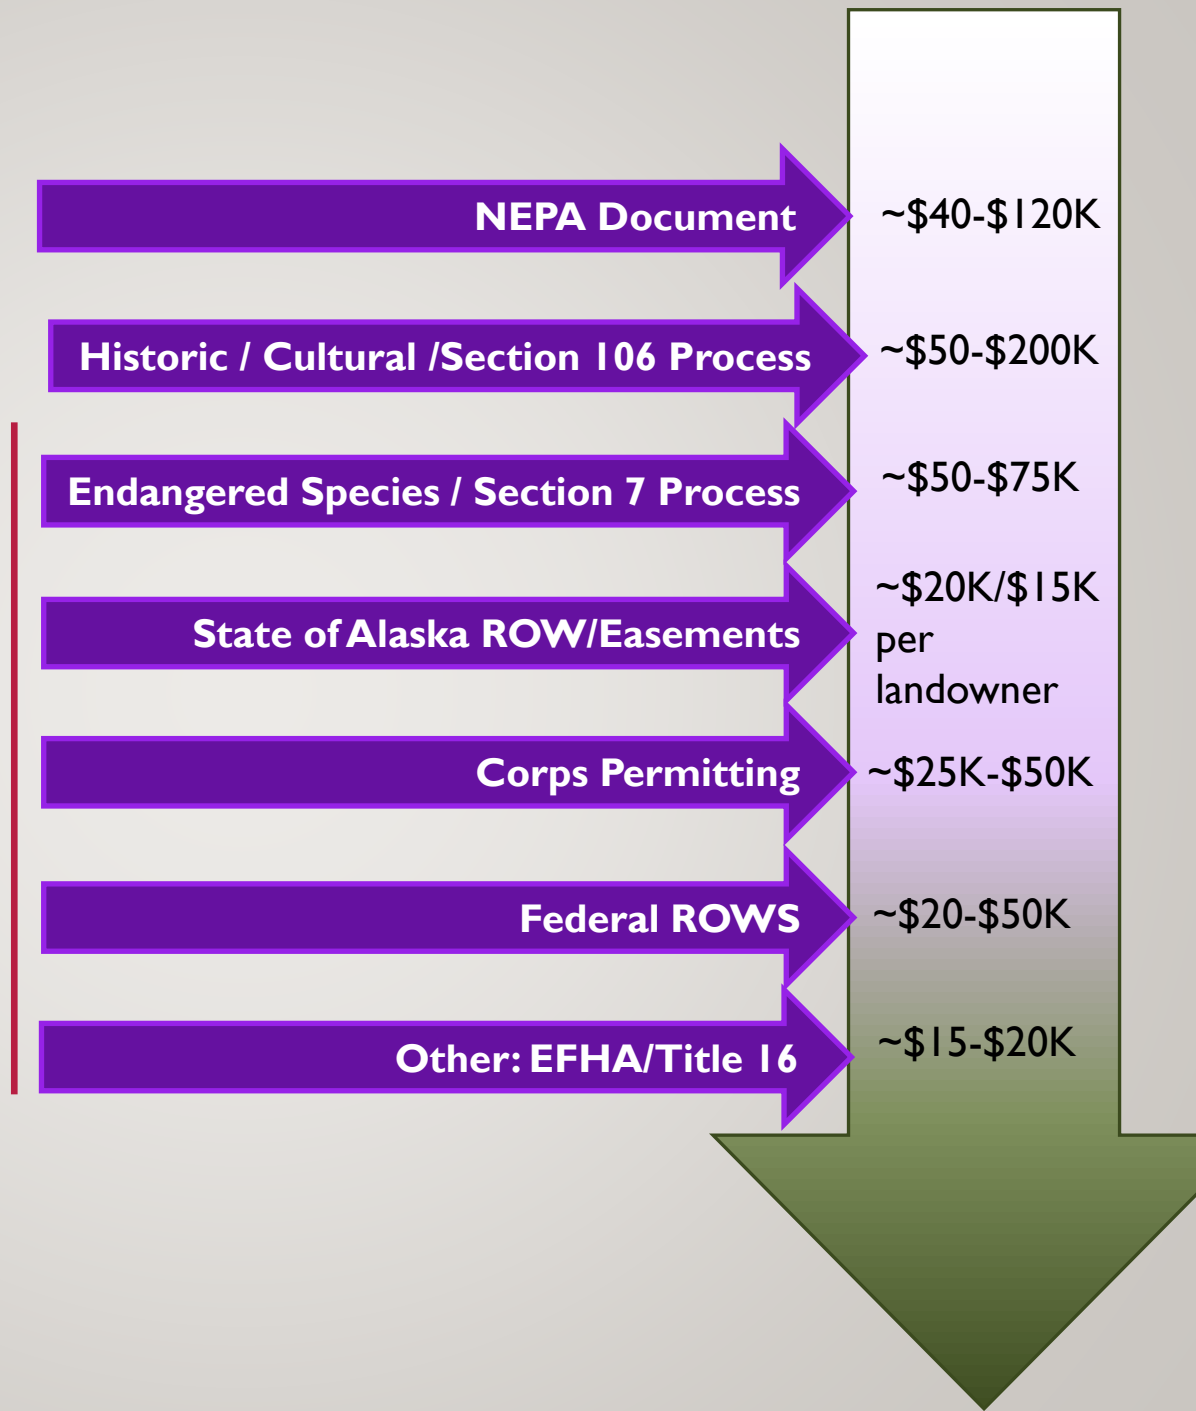 NEPA Document
~$40-$120K
Historic / Cultural /Section 106 Process
~$50-$200K
Endangered Species / Section 7 Process
~$50-$75K
State of Alaska ROW/Easements
~$20K/$15K
per
landowner
Corps Permitting
~$25K-$50K
Federal ROWS
~$20-$50K
Other: EFHA/Title 16
~$15-$20K